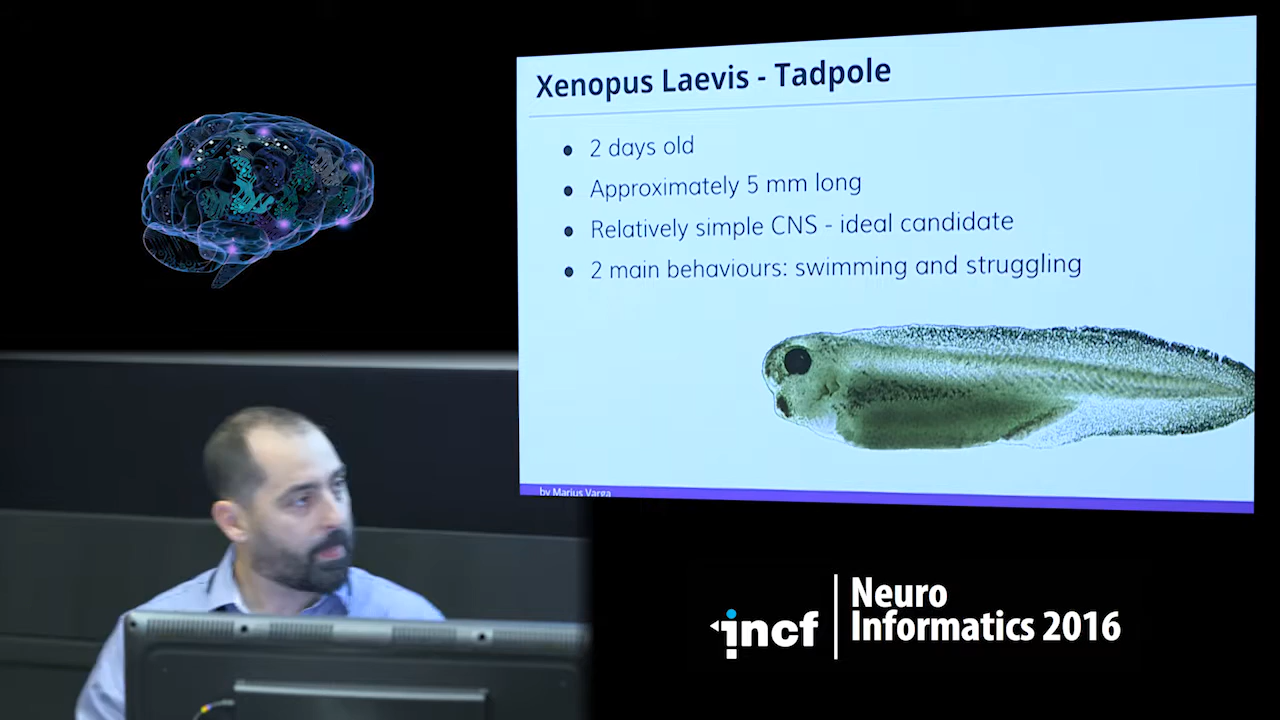 Xenopus Laevis - Tadpole
● 2 days old
● Approximately 5 mm long
● Relatively simple CNS - ideal candidate
● 2 main behaviours: swimming and struggling
by Marius Varga
incf
Neuro
Informatics 2016